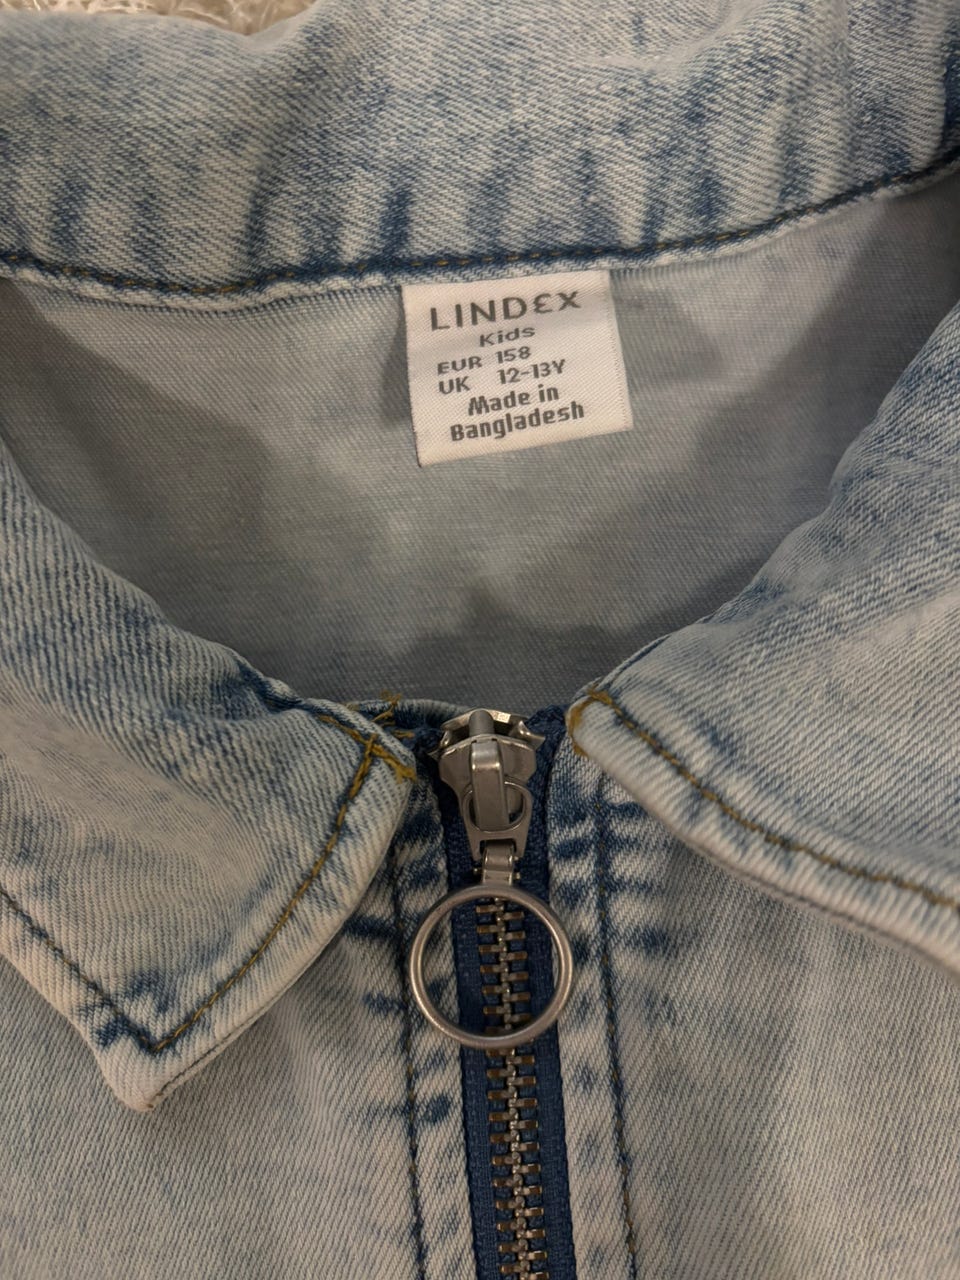 LINDEX
Kids
EUR 158
UK 12-13Y
Made in
Bangladesh